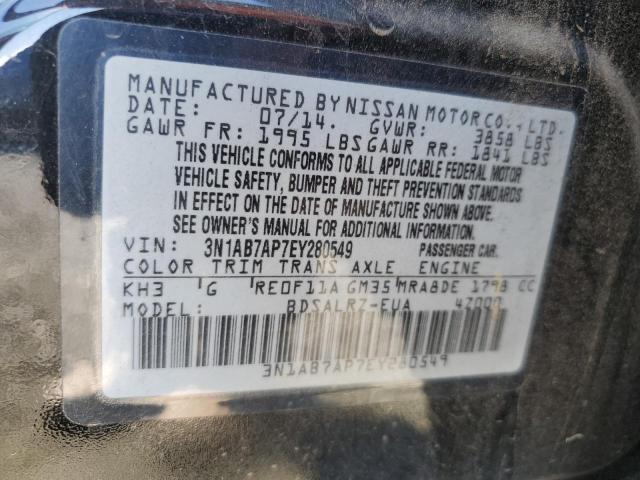 MANUFACTURED BY NISSAN MOTOR CO., LTD.
DATE: 07/14. GVWR: 3858 LBS
GAWR FR: 1995 LBS GAWR RR: 1841 LBS
THIS VEHICLE CONFORMS TO ALL APPLICABLE FEDERAL MOTOR
VEHICLE SAFETY, BUMPER AND THEFT PREVENTION STANDARDS
IN EFFECT ON THE DATE OF MANUFACTURE SHOWN ABOVE.
SEE OWNER'S MANUAL FOR ADDITIONAL INFORMATION
VIN: 3N1AB7AP7EY280549 PASSENGER CAR.
COLOR TRIM TRANS AXLE ENGINE
KH3 G RE0F11A GM35 MRA8DE 1798 CC
MODEL: BDSALRZ-EUA 4Z000
3N1AB7AP7EY280549